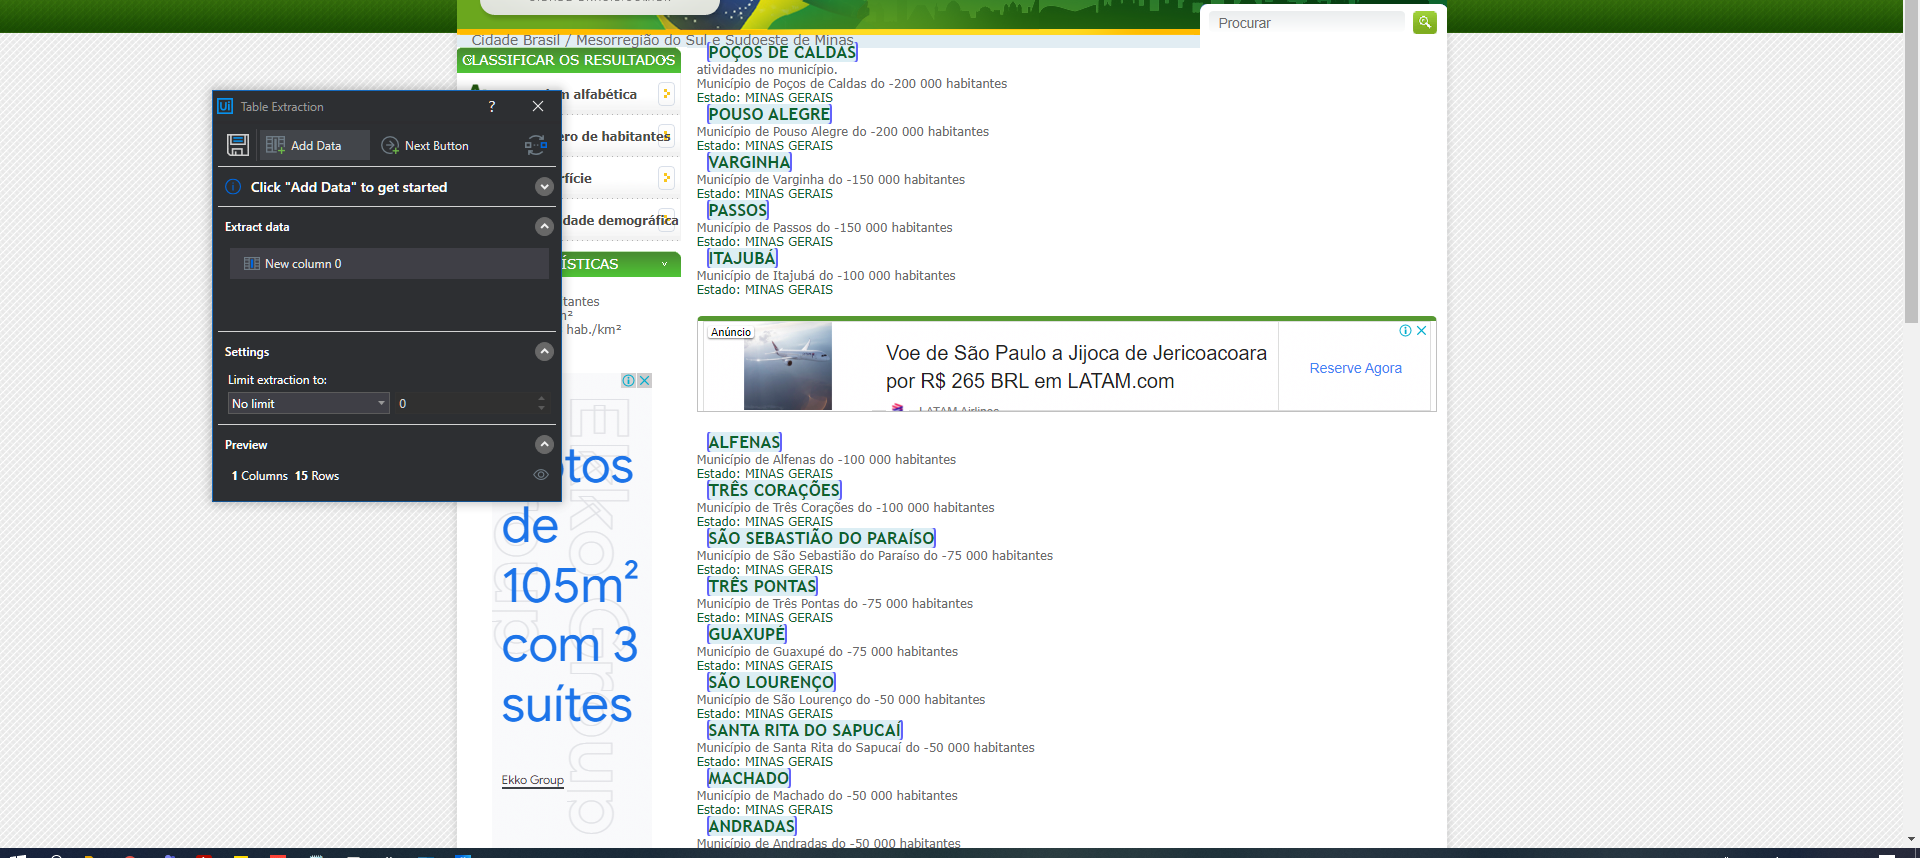 Procurar
Cidade Brasil / Mesorregião do Sul e Sudoeste de Minas
CLASSIFICAR OS RESULTADOS
m alfabética
ero de habitantes
rfície
dade demográfica
ÍSTICAS
tantes
m²
hab./km²
Ui Table Extraction ?
Add Data
Next Button
Click "Add Data" to get started
Extract data
New column 0
Settings
Limit extraction to:
No limit 0
Preview
1 Columns 15 Rows
tos
de
105m²
com 3
suítes
Ekko Group
Ekko Group
POÇOS DE CALDAS
atividades no município.
Município de Poços de Caldas do -200 000 habitantes
Estado: MINAS GERAIS
POUSO ALEGRE
Município de Pouso Alegre do -200 000 habitantes
Estado: MINAS GERAIS
VARGINHA
Município de Varginha do -150 000 habitantes
Estado: MINAS GERAIS
PASSOS
Município de Passos do -150 000 habitantes
Estado: MINAS GERAIS
ITAJUBÁ
Município de Itajubá do -100 000 habitantes
Estado: MINAS GERAIS
Anúncio
Voe de São Paulo a Jijoca de Jericoacoara
por R$ 265 BRL em LATAM.com
LATAM Airlines
Reserve Agora
ALFENAS
Município de Alfenas do -100 000 habitantes
Estado: MINAS GERAIS
TRÊS CORAÇÕES
Município de Três Corações do -100 000 habitantes
Estado: MINAS GERAIS
SÃO SEBASTIÃO DO PARAÍSO
Município de São Sebastião do Paraíso do -75 000 habitantes
Estado: MINAS GERAIS
TRÊS PONTAS
Município de Três Pontas do -75 000 habitantes
Estado: MINAS GERAIS
GUAXUPÉ
Município de Guaxupé do -75 000 habitantes
Estado: MINAS GERAIS
SÃO LOURENÇO
Município de São Lourenço do -50 000 habitantes
Estado: MINAS GERAIS
SANTA RITA DO SAPUCAÍ
Município de Santa Rita do Sapucaí do -50 000 habitantes
Estado: MINAS GERAIS
MACHADO
Município de Machado do -50 000 habitantes
Estado: MINAS GERAIS
ANDRADAS
Município de Andradas do -50 000 habitantes